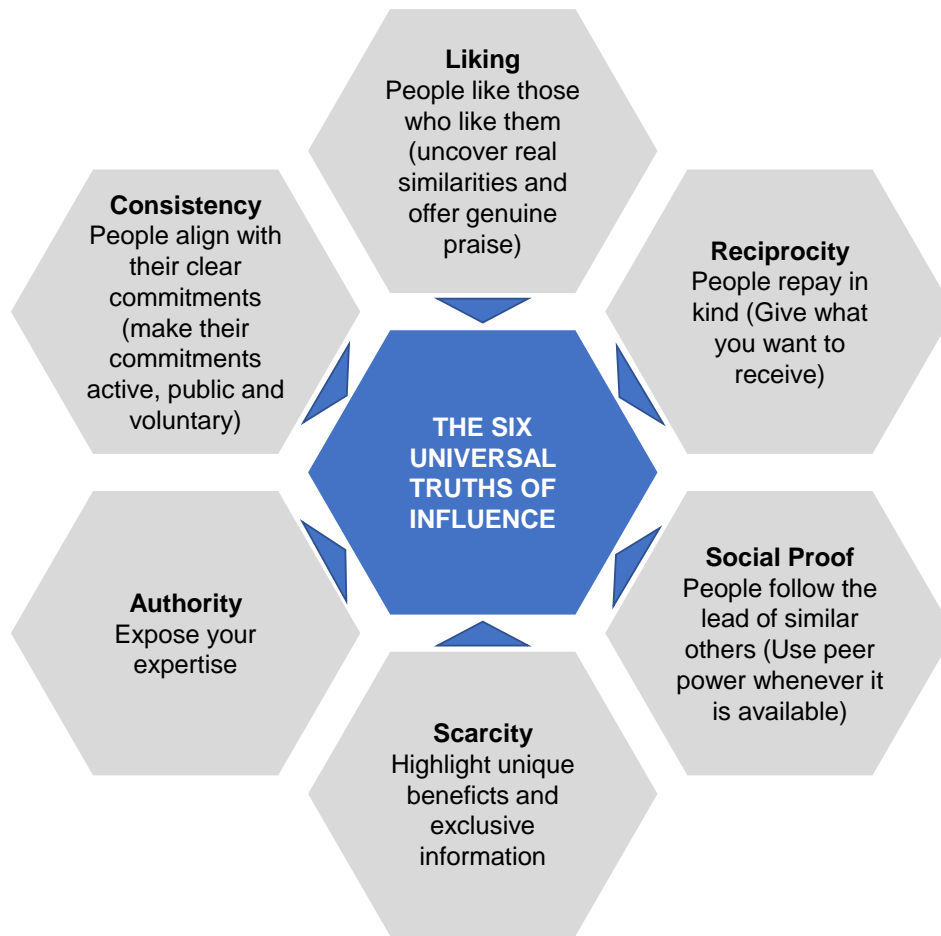 Liking
People like those
who like them
(uncover real
similarities and
offer genuine
praise)
Consistency
People align with
their clear
commitments
(make their
commitments
active, public and
voluntary)
Reciprocity
People repay in
kind (Give what
you want to
receive)
THE SIX
UNIVERSAL
TRUTHS OF
INFLUENCE
Authority
Expose your
expertise
Social Proof
People follow the
lead of similar
others (Use peer
power whenever it
is available)
Scarcity
Highlight unique
beneficts and
exclusive
information